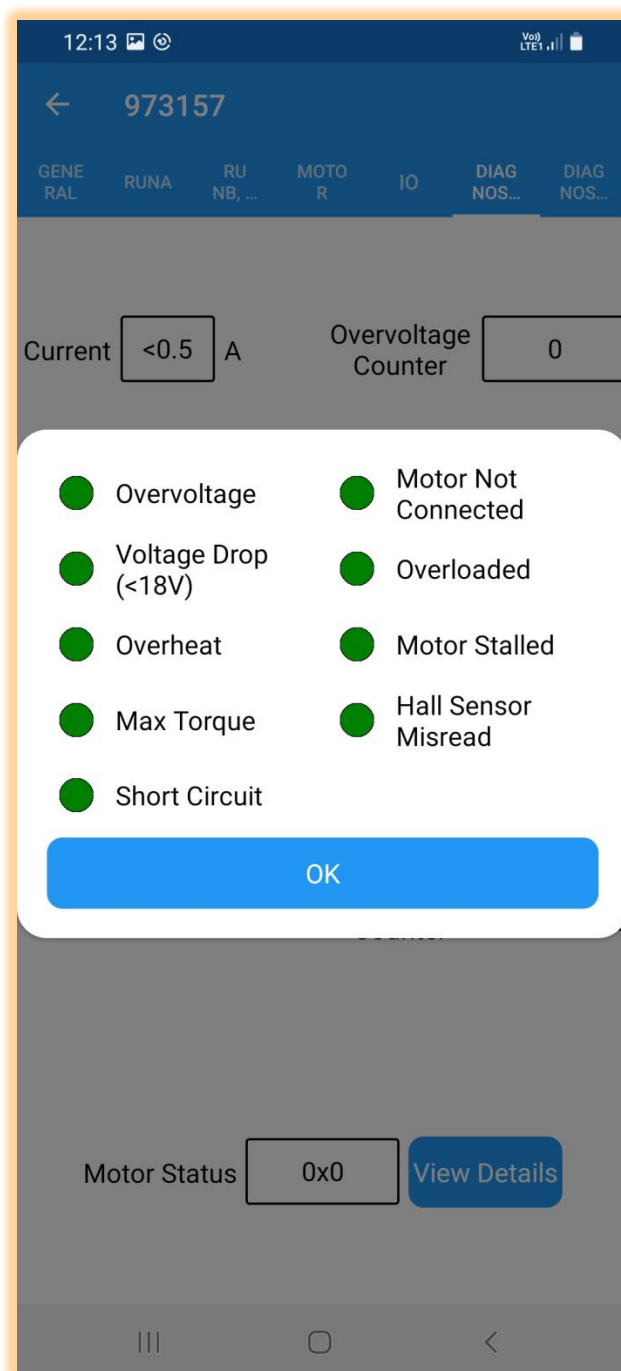 12:13
Vo))
LTE1
973157
GENE
RAL
RUNA
RU
NB, ...
MOTO
R
IO
DIAG
NOS...
DIAG
NOS...
Current
<0.5
A
Overvoltage
Counter
0
Overvoltage
Motor Not
Connected
Voltage Drop
(<18V)
Overloaded
Overheat
Motor Stalled
Max Torque
Hall Sensor
Misread
Short Circuit
OK
Motor Status
0x0
View Details